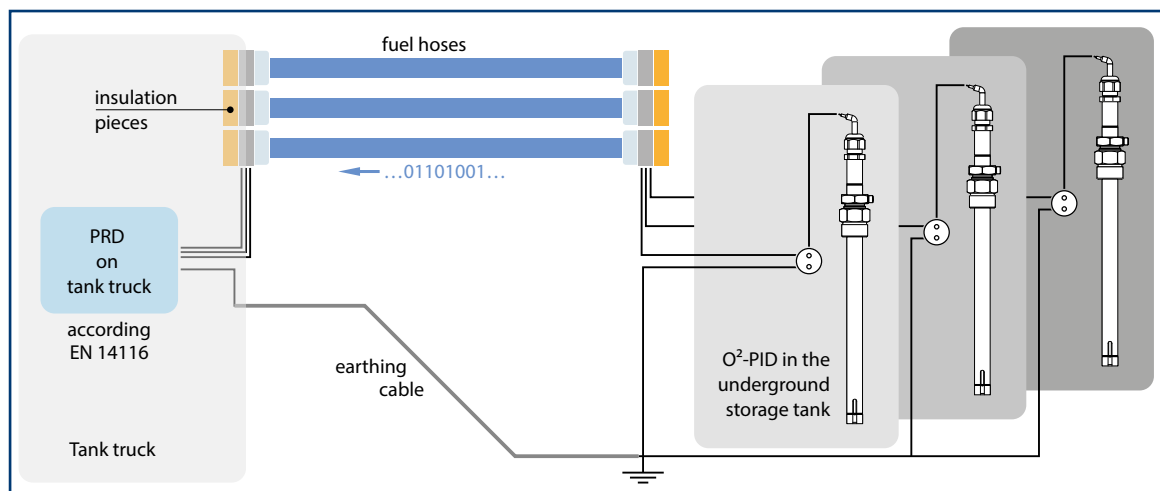 fuel hoses
insulation
pieces
…01101001…
PRD
on
tank truck
according
EN 14116
earthing
cable
O²-PID in the
underground
storage tank
Tank truck